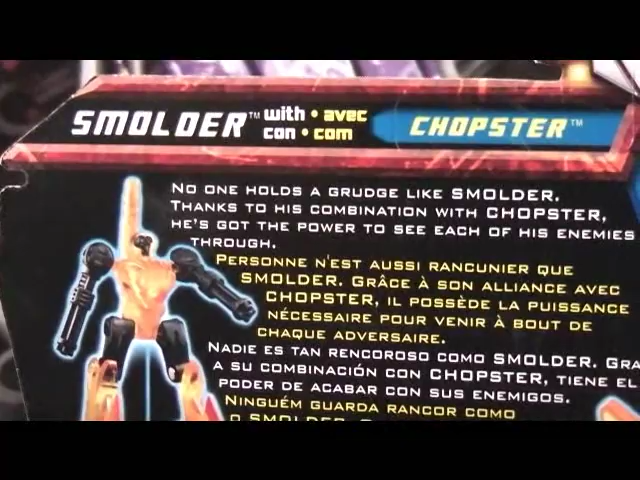 SMOLDER™ with • avec
con • com
CHOPSTER™
NO ONE HOLDS A GRUDGE LIKE SMOLDER.
THANKS TO HIS COMBINATION WITH CHOPSTER,
HE'S GOT THE POWER TO SEE EACH OF HIS ENEMIES
THROUGH.
PERSONNE N'EST AUSSI RANCUNIER QUE
SMOLDER. GRÂCE À SON ALLIANCE AVEC
CHOPSTER, IL POSSÈDE LA PUISSANCE
NÉCESSAIRE POUR VENIR À BOUT DE
CHAQUE ADVERSAIRE.
NADIE ES TAN RENCOROSO COMO SMOLDER. GRA
A SU COMBINACIÓN CON CHOPSTER, TIENE EL
PODER DE ACABAR CON SUS ENEMIGOS.
NINGUÉM GUARDA RANCOR COMO
O SMOLDER.